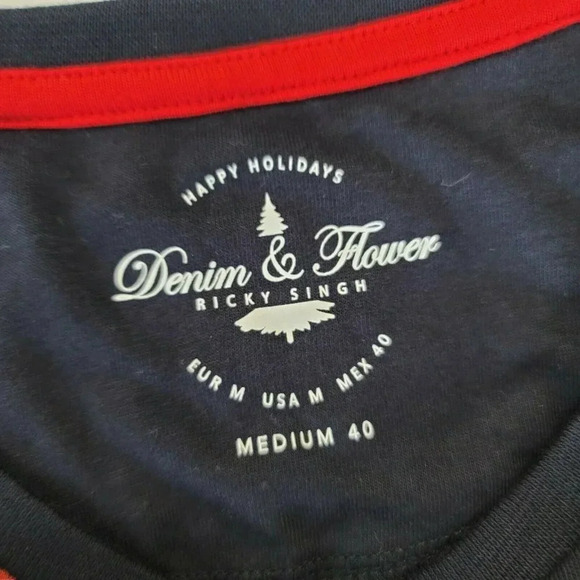 HAPPY HOLIDAYS
Denim & Flower
RICKY SINGH
EUR M USA M MEX 40
MEDIUM 40